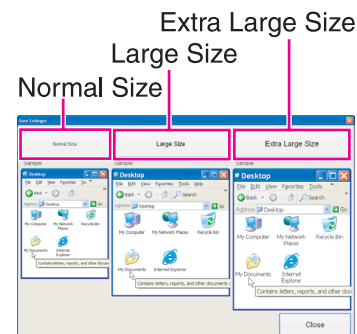 Extra Large Size
Large Size
Normal Size
Icon Enlarger
Normal Size
Large Size
Extra Large Size
Sample
Sample
Sample
Desktop
File Edit View Favorites Tools
Back Search
Address Desktop Go
My Computer My Network Places Recycle Bin
My Documents Internet Explorer
Contains letters, reports, and other docum
Desktop
File Edit View Favorites Tools Help
Back Search
Address Desktop Go
My Computer My Network Places Recycle Bin
My Documents Internet Explorer
Contains letters, reports, and other documents
Desktop
File Edit View Favorites Tools
Back Search
Address Desktop Go
My Computer My Network Places Recycle Bin
My Documents Internet Explorer
Contains letters, reports, and other doc
Close